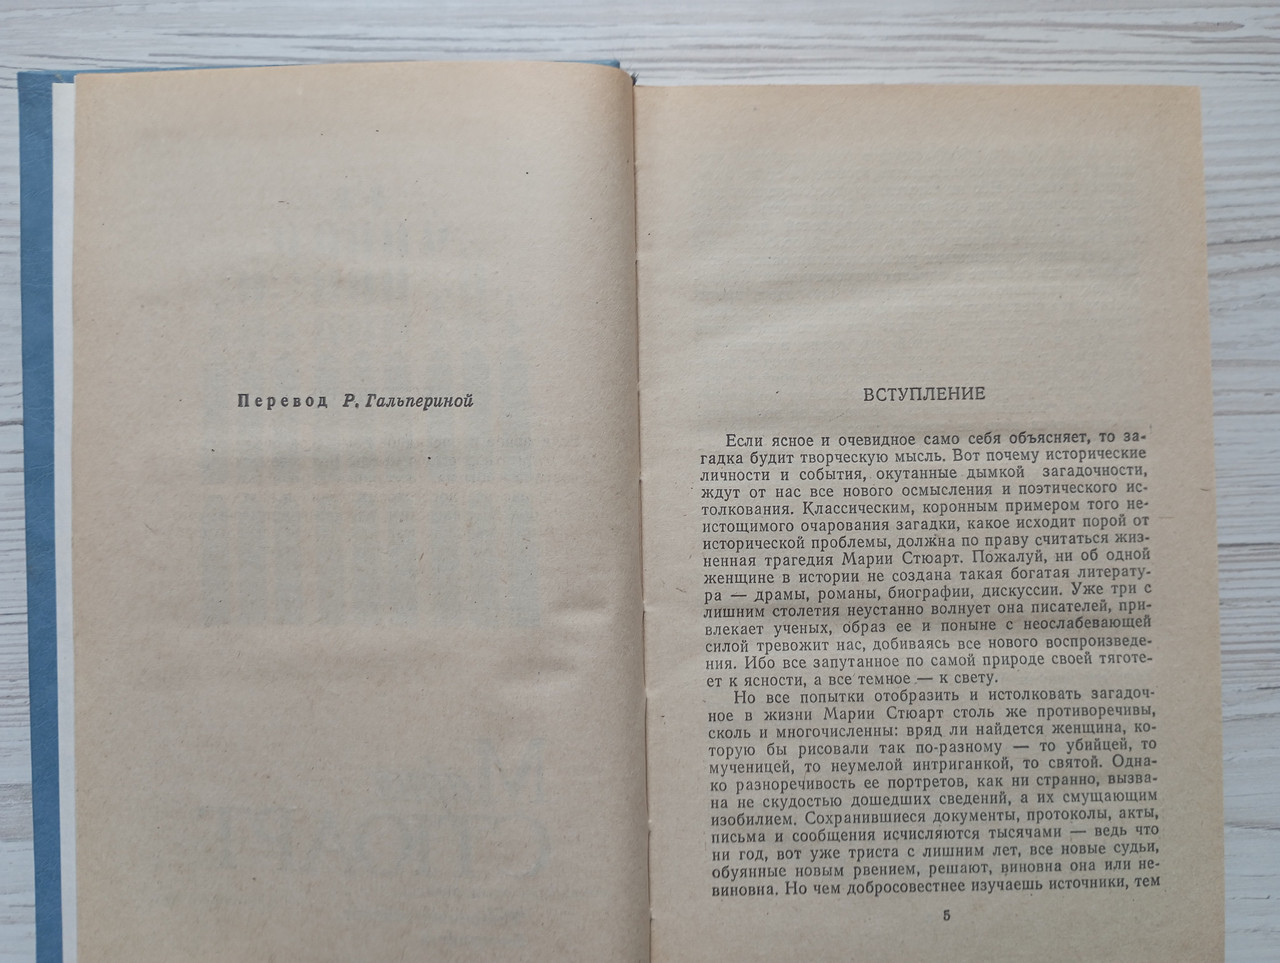 Перевод Р. Гальпериной
ВСТУПЛЕНИЕ
Если ясное и очевидное само себя объясняет, то за-
гадка будит творческую мысль. Вот почему исторические
личности и события, окутанные дымкой загадочности,
ждут от нас все нового осмысления и поэтического ис-
толкования. Классическим, коронным примером того не-
истощимого очарования загадки, какое исходит порой от
исторической проблемы, должна по праву считаться жиз-
ненная трагедия Марии Стюарт. Пожалуй, ни об одной
женщине в истории не создана такая богатая литерату-
ра — драмы, романы, биографии, дискуссии. Уже три с
лишним столетия неустанно волнует она писателей, при-
влекает ученых, образ ее и поныне с неослабевающей
силой тревожит нас, добиваясь все нового воспроизведе-
ния. Ибо все запутанное по самой природе своей тяготе-
ет к ясности, а все темное — к свету.
Но все попытки отобразить и истолковать загадоч-
ное в жизни Марии Стюарт столь же противоречивы,
сколь и многочисленны: вряд ли найдется женщина, ко-
торую бы рисовали так по-разному — то убийцей, то
мученицей, то неумелой интриганкой, то святой. Одна-
ко разноречивость ее портретов, как ни странно, вызва-
на не скудостью дошедших сведений, а их смущающим
изобилием. Сохранившиеся документы, протоколы, акты,
письма и сообщения исчисляются тысячами — ведь что
ни год, вот уже триста с лишним лет, все новые судьи,
обуянные новым рвением, решают, виновна она или не-
виновна. Но чем добросовестнее изучаешь источники, тем
5